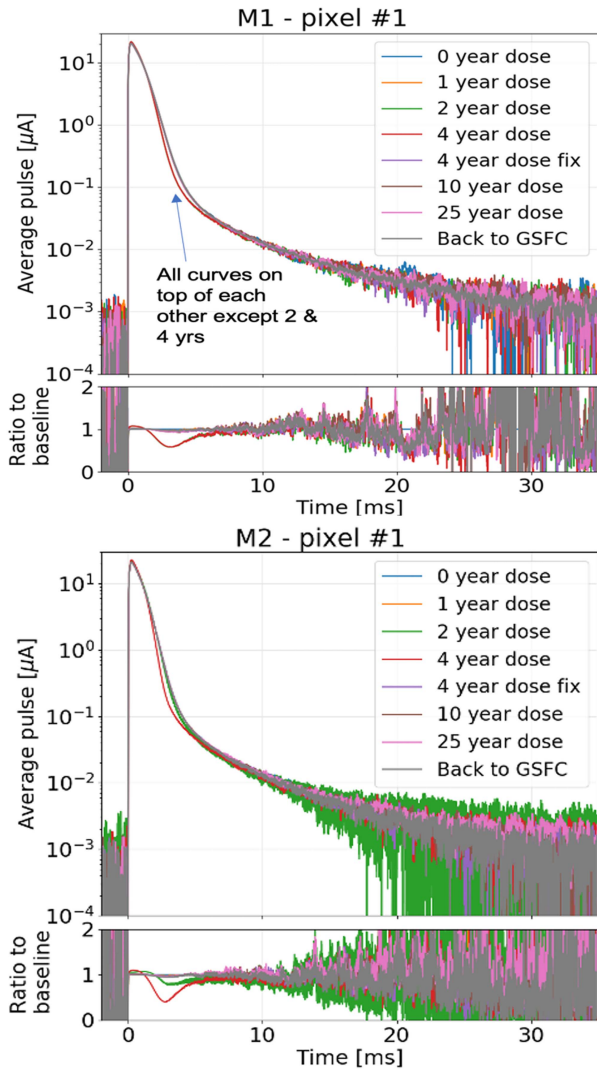 M1 - pixel #1
Average pulse [μA]
10¹
10⁰
10⁻¹
10⁻²
10⁻³
10⁻⁴
0 year dose
1 year dose
2 year dose
4 year dose
4 year dose fix
10 year dose
25 year dose
Back to GSFC
All curves on
top of each
other except 2 &
4 yrs
Ratio to
baseline
2
1
0
0 10 20 30
Time [ms]
M2 - pixel #1
Average pulse [μA]
10¹
10⁰
10⁻¹
10⁻²
10⁻³
10⁻⁴
0 year dose
1 year dose
2 year dose
4 year dose
4 year dose fix
10 year dose
25 year dose
Back to GSFC
Ratio to
baseline
2
1
0
0 10 20 30
Time [ms]